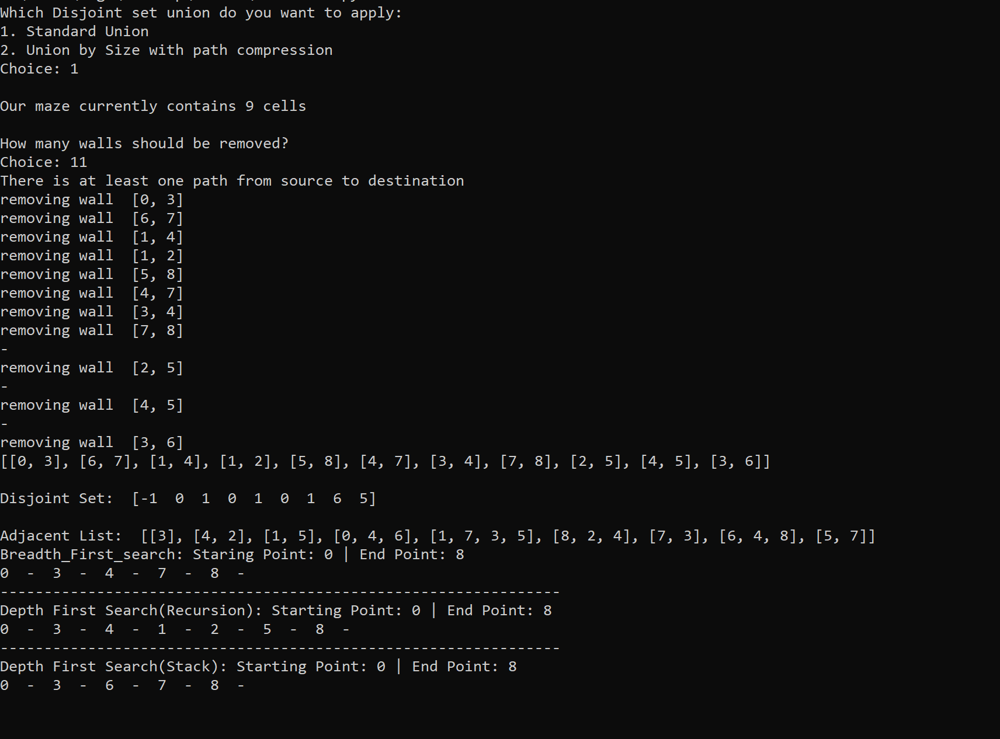 Which Disjoint set union do you want to apply:
1. Standard Union
2. Union by Size with path compression
Choice: 1
Our maze currently contains 9 cells
How many walls should be removed?
Choice: 11
There is at least one path from source to destination
removing wall  [0, 3]
removing wall  [6, 7]
removing wall  [1, 4]
removing wall  [1, 2]
removing wall  [5, 8]
removing wall  [4, 7]
removing wall  [3, 4]
removing wall  [7, 8]
-
removing wall  [2, 5]
-
removing wall  [4, 5]
-
removing wall  [3, 6]
[[0, 3], [6, 7], [1, 4], [1, 2], [5, 8], [4, 7], [3, 4], [7, 8], [2, 5], [4, 5], [3, 6]]
Disjoint Set:  [-1  0  1  0  1  0  1  6  5]
Adjacent List:  [[3], [4, 2], [1, 5], [0, 4, 6], [1, 7, 3, 5], [8, 2, 4], [7, 3], [6, 4, 8], [5, 7]]
Breadth_First_search: Staring Point: 0 | End Point: 8
0  -  3  -  4  -  7  -  8  -
----------------------------------------------------------------
Depth First Search(Recursion): Starting Point: 0 | End Point: 8
0  -  3  -  4  -  1  -  2  -  5  -  8  -
----------------------------------------------------------------
Depth First Search(Stack): Starting Point: 0 | End Point: 8
0  -  3  -  6  -  7  -  8  -